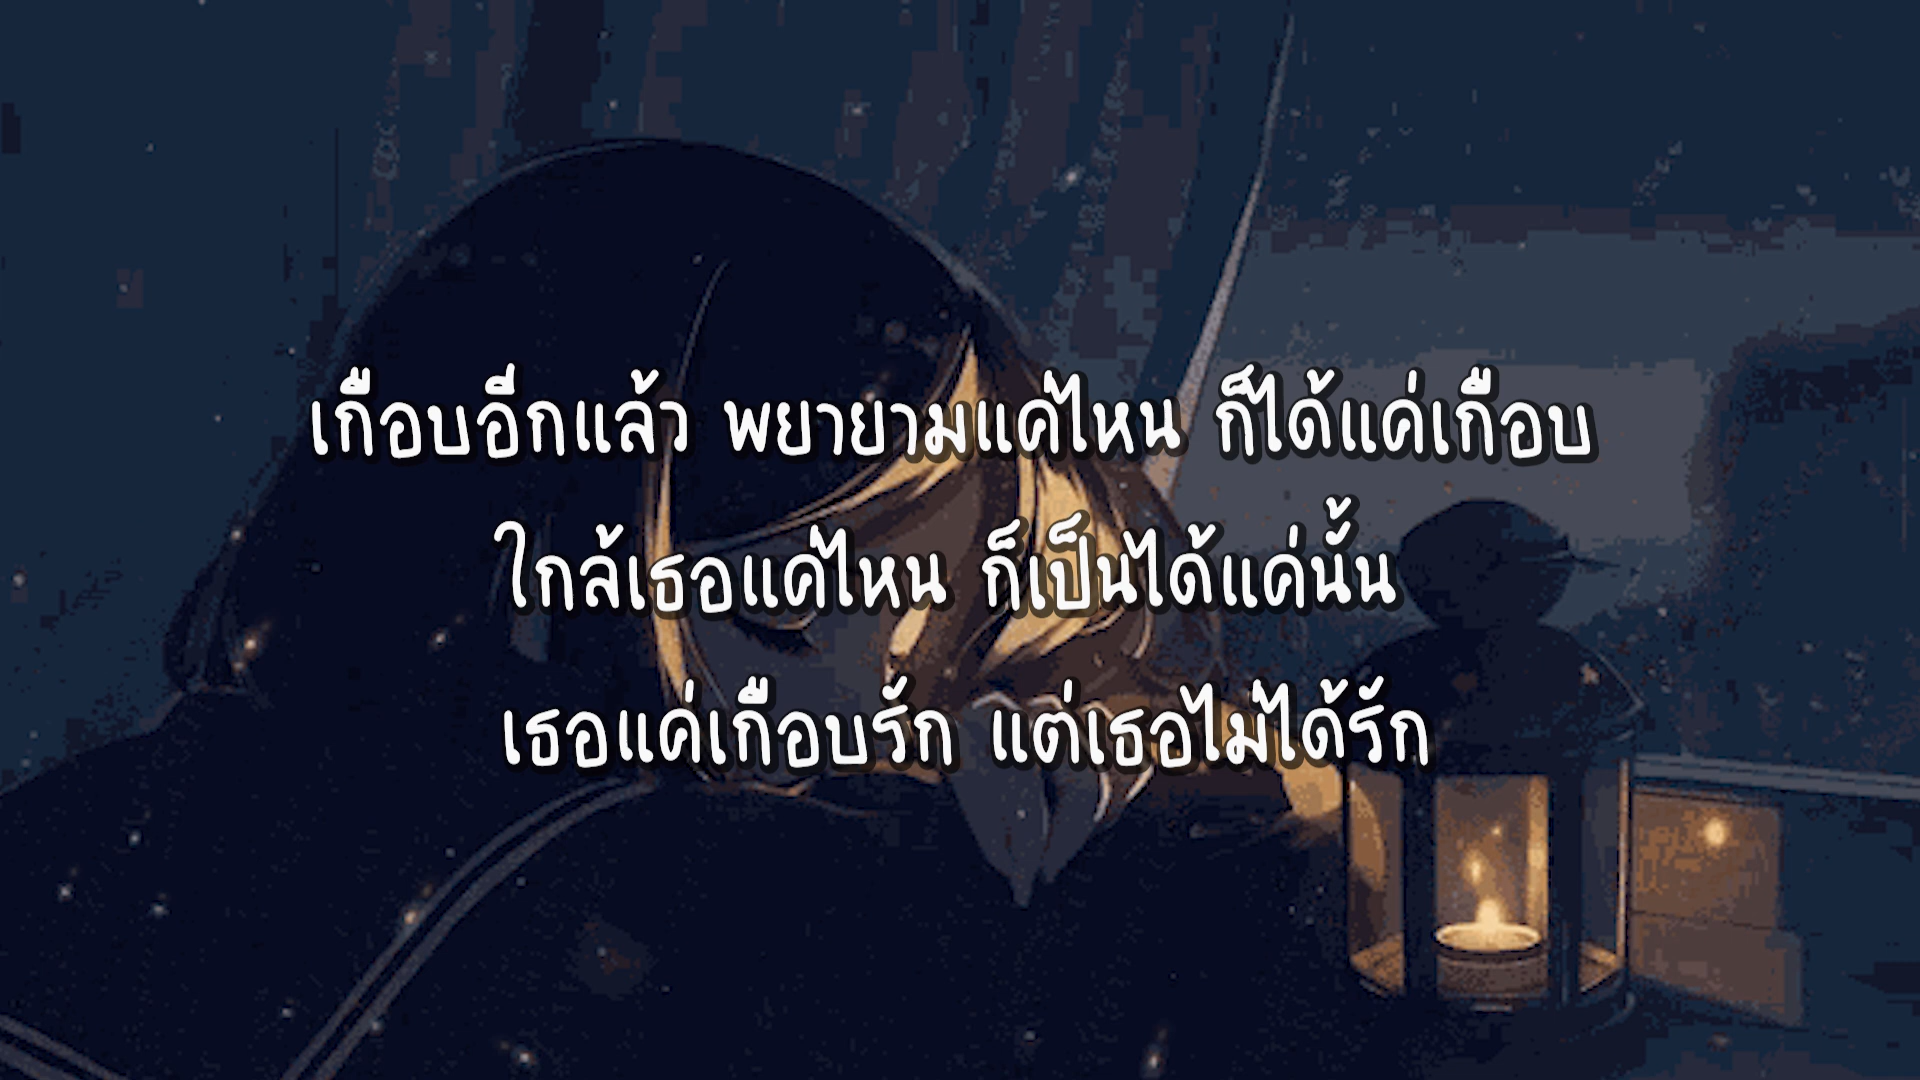 เกือบอีกแล้ว พยายามแค่ไหน ก็ได้แค่เกือบ
ใกล้เธอแค่ไหน ก็เป็นได้แค่นั้น
เธอแค่เกือบรัก แต่เธอไม่ได้รัก